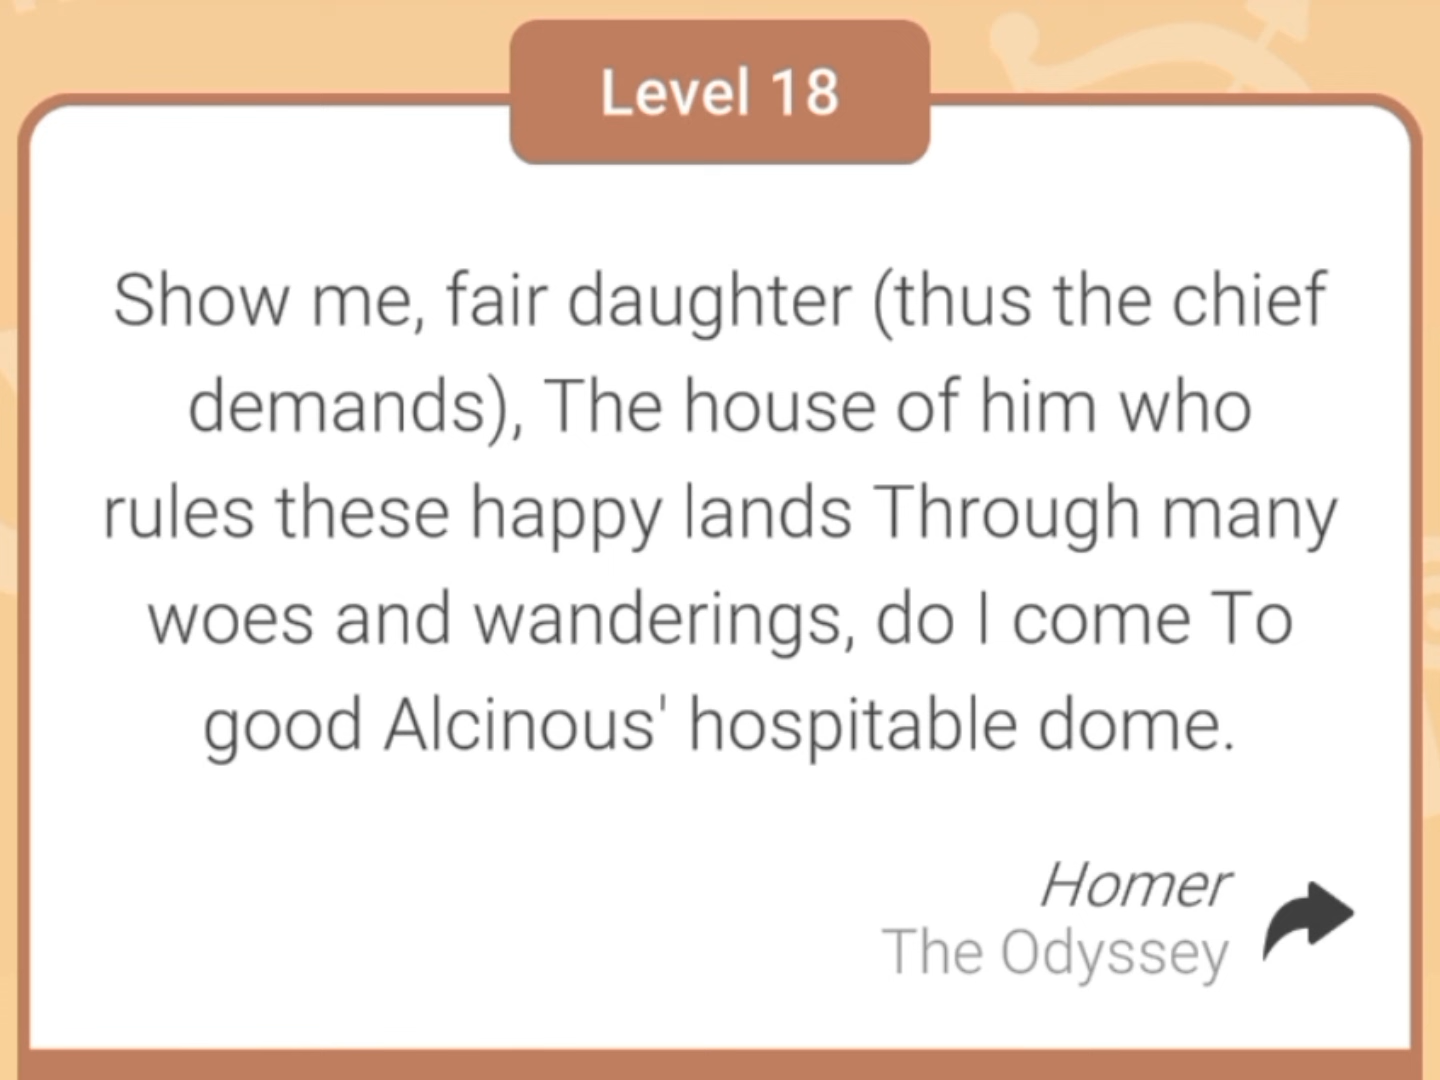 Level 18
Show me, fair daughter (thus the chief
demands), The house of him who
rules these happy lands Through many
woes and wanderings, do I come To
good Alcinous' hospitable dome.
Homer
The Odyssey